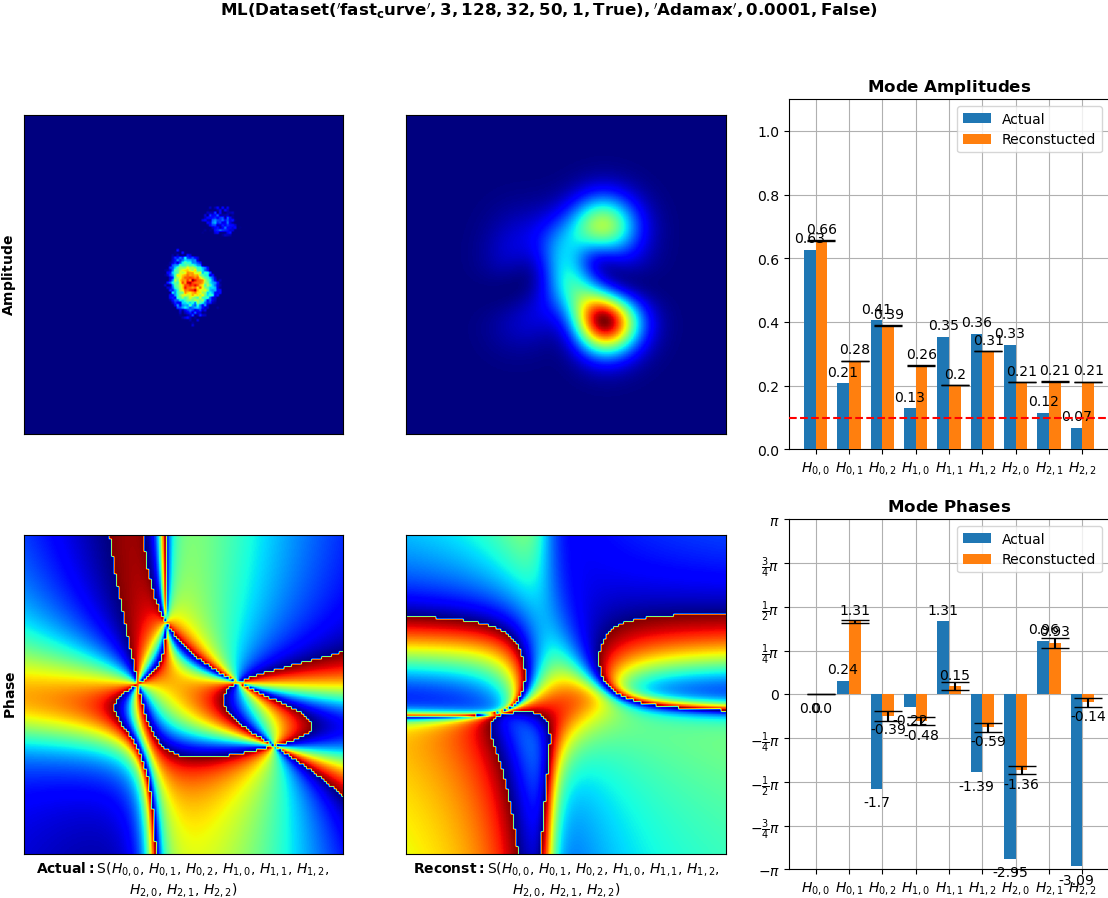 ML(Dataset('fast_curve', 3, 128, 32, 50, 1, True), 'Adamax', 0.0001, False)
Amplitude
Mode Amplitudes
Actual
Reconstucted
1.0
0.8
0.6
0.4
0.2
0.0
0.63 0.66
0.21 0.28
0.41 0.39
0.13 0.26
0.35 0.2
0.36 0.31
0.33 0.21
0.12 0.21
0.07 0.21
H0,0 H0,1 H0,2 H1,0 H1,1 H1,2 H2,0 H2,1 H2,2
Phase
Actual: S(H0,0, H0,1, H0,2, H1,0, H1,1, H1,2,
H2,0, H2,1, H2,2)
Reconst: S(H0,0, H0,1, H0,2, H1,0, H1,1, H1,2,
H2,0, H2,1, H2,2)
Mode Phases
Actual
Reconstucted
π
3/4π
1/2π
1/4π
0
−1/4π
−1/2π
−3/4π
−π
0.0 0.0
0.24 1.31
-1.7 -0.39
-0.22 -0.48
1.31 0.15
-1.39 -0.59
-2.95 -1.36
0.96 0.93
-3.09 -0.14
H0,0 H0,1 H0,2 H1,0 H1,1 H1,2 H2,0 H2,1 H2,2